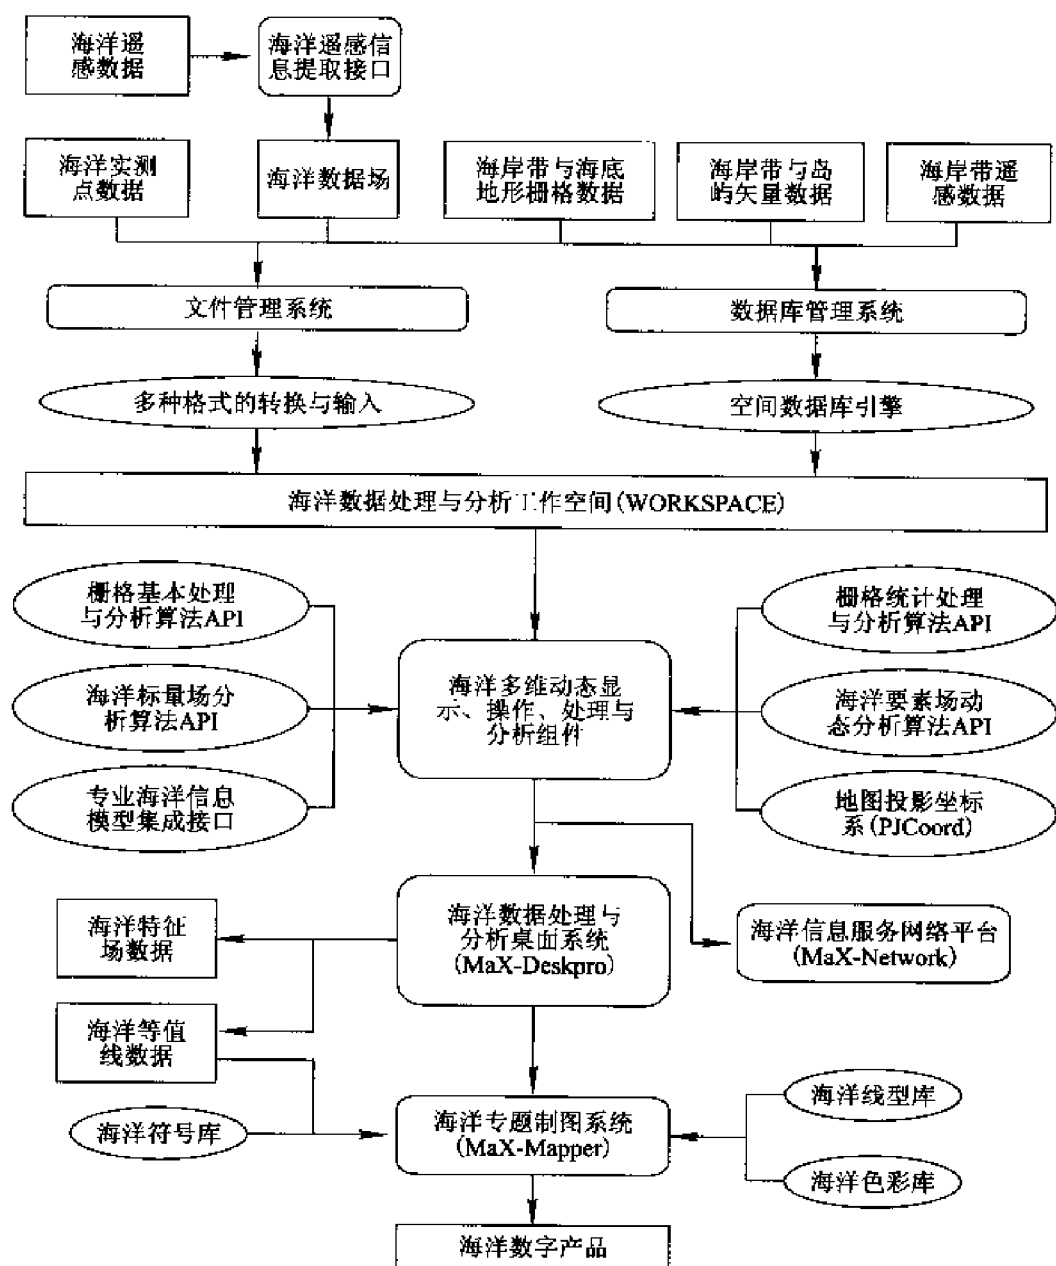 海洋遥
感数据
海洋遥感信
息提取接口
海洋实测
点数据
海洋数据场
海岸带与海底
地形栅格数据
海岸带与岛
屿矢量数据
海岸带遥
感数据
文件管理系统
数据库管理系统
多种格式的转换与输入
空间数据库引擎
海洋数据处理与分析工作空间(WORKSPACE)
栅格基本处理
与分析算法API
栅格统计处理
与分析算法API
海洋标量场分
析算法API
海洋多维动态显
示、操作、处理与
分析组件
海洋要素场动
态分析算法API
专业海洋信息
模型集成接口
地图投影坐标
系(PJCoord)
海洋特征
场数据
海洋数据处理与
分析桌面系统
(MaX-Deskpro)
海洋信息服务网络平台
(MaX-Network)
海洋等值
线数据
海洋符号库
海洋专题制图系统
(MaX-Mapper)
海洋线型库
海洋色彩库
海洋数字产品